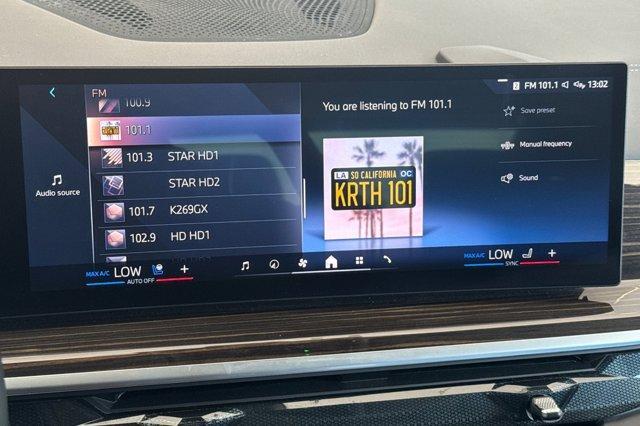 FM
2 FM 101.1 13:02
100.9
101.1
101.3 STAR HD1
STAR HD2
101.7 K269GX
102.9 HD HD1
Audio source
You are listening to FM 101.1
LA SO CALIFORNIA OC
KRTH 101
Save preset
Manual frequency
Sound
MAX A/C LOW +
AUTO OFF
MAX A/C LOW +
SYNC